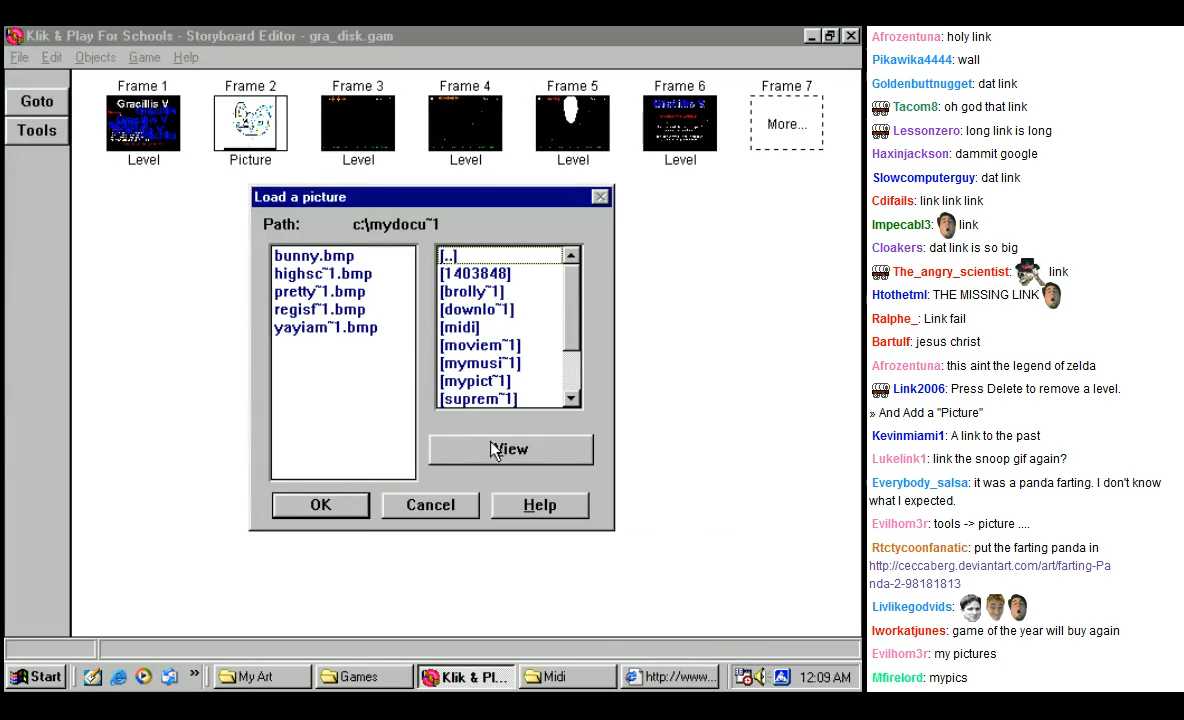 Klik & Play For Schools - Storyboard Editor - gra_disk.gam
File Edit Objects Game Help
Goto
Tools
Frame 1 Frame 2 Frame 3 Frame 4 Frame 5 Frame 6 Frame 7
Gracillis V
Gracillis V
More...
Level Picture Level Level Level Level
Load a picture
Path: c:\mydocu~1
bunny.bmp
highsc~1.bmp
pretty~1.bmp
regisf~1.bmp
yayiam~1.bmp
[..]
[1403848]
[brolly~1]
[downlo~1]
[midi]
[moviem~1]
[mymusi~1]
[mypict~1]
[suprem~1]
View
OK Cancel Help
Start
»
My Art
Games
Klik & Pl...
Midi
http://www...
12:09 AM
Afrozentuna: holy link
Pikawika4444: wall
Goldenbuttnugget: dat link
Tacom8: oh god that link
Lessonzero: long link is long
Haxinjackson: dammit google
Slowcomputerguy: dat link
Cdifails: link link link
Impecabl3: link
Cloakers: dat link is so big
The_angry_scientist: link
Htothetml: THE MISSING LINK
Ralphe_: Link fail
Bartulf: jesus christ
Afrozentuna: this aint the legend of zelda
Link2006: Press Delete to remove a level.
» And Add a "Picture"
Kevinmiami1: A link to the past
Lukelink1: link the snoop gif again?
Everybody_salsa: it was a panda farting. I don't know
what I expected.
Evilhom3r: tools -> picture ....
Rtctycoonfanatic: put the farting panda in
http://ceccaberg.deviantart.com/art/farting-Pa
nda-2-98181813
Livlikegodvids:
Iworkatjunes: game of the year will buy again
Evilhom3r: my pictures
Mfirelord: mypics